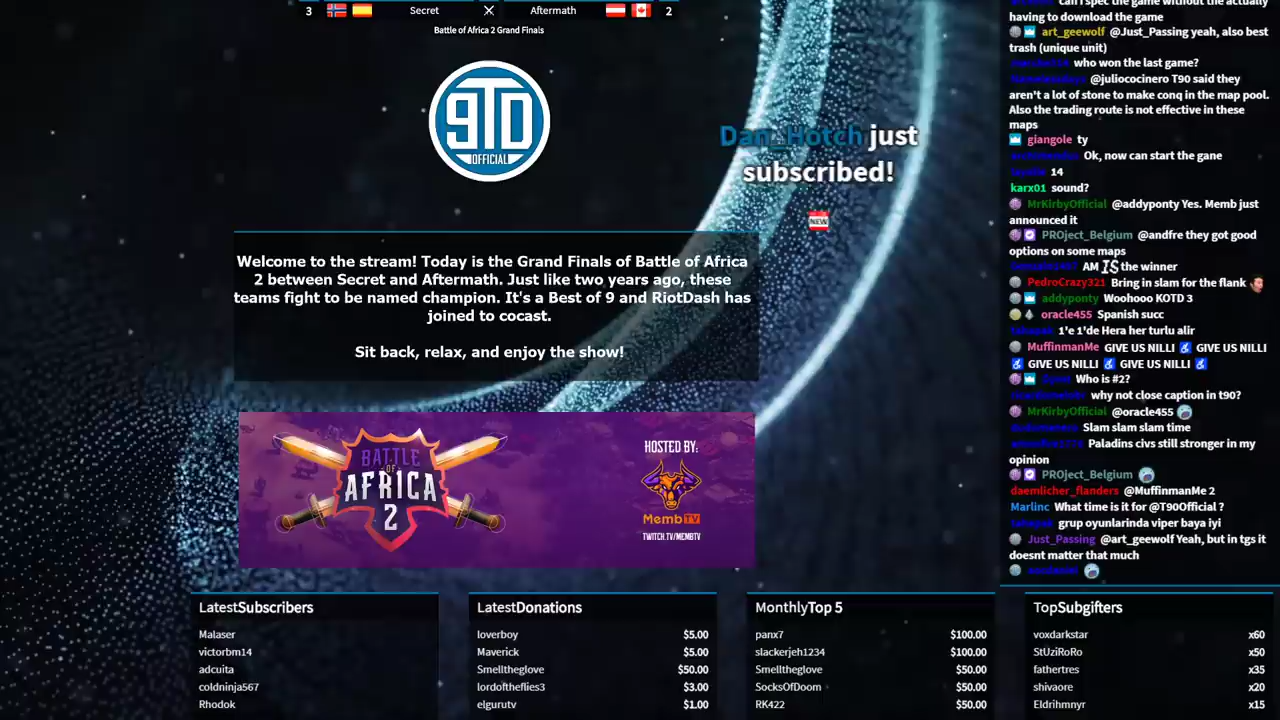 3 Secret Aftermath 2
Battle of Africa 2 Grand Finals
9TD
OFFICIAL
Dan_Hotch just
subscribed!
NEW
Welcome to the stream! Today is the Grand Finals of Battle of Africa
2 between Secret and Aftermath. Just like two years ago, these
teams fight to be named champion. It's a Best of 9 and RiotDash has
joined to cocast.
Sit back, relax, and enjoy the show!
BATTLE
OF
AFRICA
2
HOSTED BY:
MembTV
TWITCH.TV/MEMBTV
LatestSubscribers
Malaser
victorbm14
adcuita
coldninja567
Rhodok
LatestDonations
loverboy $5.00
Maverick $5.00
Smelltheglove $50.00
lordoftheflies3 $3.00
elgurutv $1.00
MonthlyTop 5
panx7 $100.00
slackerjeh1234 $100.00
Smelltheglove $50.00
SocksOfDoom $50.00
RK422 $50.00
TopSubgifters
voxdarkstar x60
StUziRoRo x50
fathertres x35
shivaore x20
Eldrihmnyr x15
can i spec the game without the actually
having to download the game
art_geewolf @Just_Passing yeah, also best
trash (unique unit)
who won the last game?
@juliococinero T90 said they
aren't a lot of stone to make conq in the map pool.
Also the trading route is not effective in these
maps
giangole ty
Ok, now can start the gane
14
karx01 sound?
MrKirbyOfficial @addyponty Yes. Memb just
announced it
PROject_Belgium @andfre they got good
options on some maps
AM IS the winner
PedroCrazy321 Bring in slam for the flank
addyponty Woohooo KOTD 3
oracle455 Spanish succ
1'e 1'de Hera her turlu alir
MuffinmanMe GIVE US NILLI GIVE US NILLI
GIVE US NILLI GIVE US NILLI
Who is #2?
why not close caption in t90?
MrKirbyOfficial @oracle455
Slam slam slam time
Paladins civs still stronger in my
opinion
PROject_Belgium
daemlicher_flanders @MuffinmanMe 2
Marlinc What time is it for @T90Official ?
grup oyunlarinda viper baya iyi
Just_Passing @art_geewolf Yeah, but in tgs it
doesnt matter that much